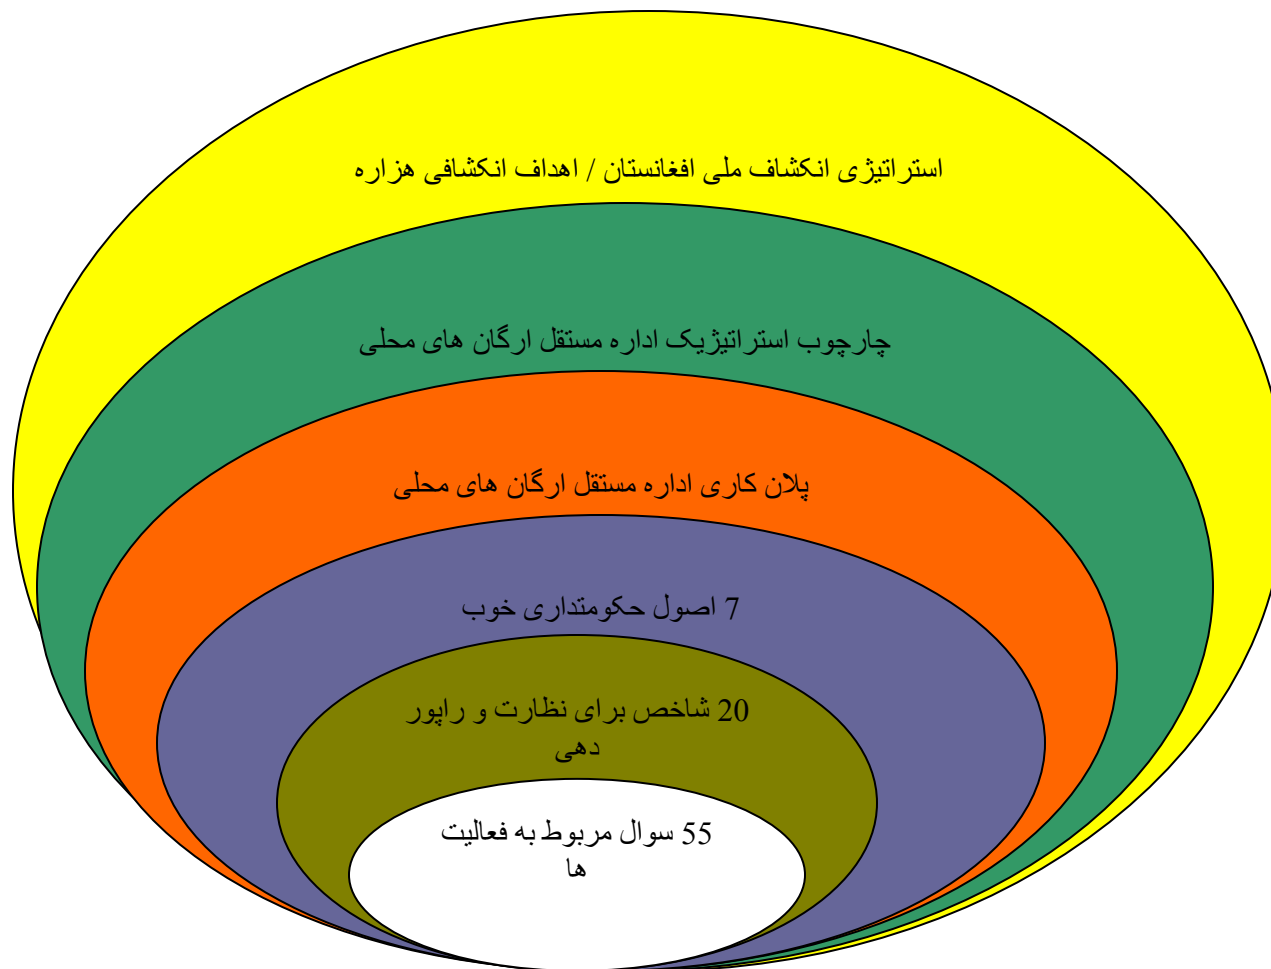 استراتیژی انکشاف ملی افغانستان / اهداف انکشافی هزاره
چارچوب استراتیژیک اداره مستقل ارگان های محلی
پلان کاری اداره مستقل ارگان های محلی
7 اصول حکومتداری خوب
20 شاخص برای نظارت و راپور
دهی
55 سوال مربوط به فعالیت
ها